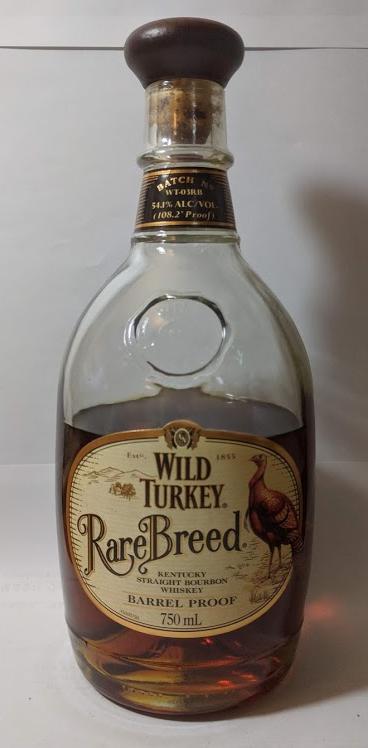 BATCH No
WT-03RB
54.1% ALC/VOL.
(108.2° Proof)
Estd. 1855
WILD
TURKEY®
Rare Breed®
KENTUCKY
STRAIGHT BOURBON
WHISKEY
BARREL PROOF
750 mL